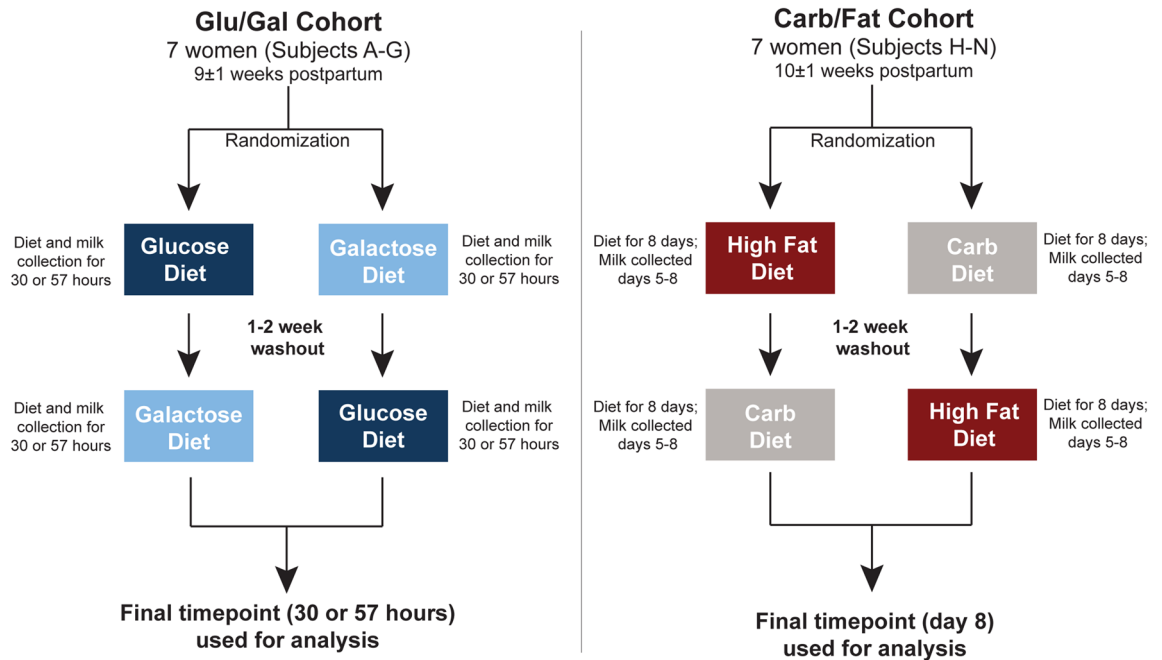 Glu/Gal Cohort
7 women (Subjects A-G)
9±1 weeks postpartum
Randomization
Diet and milk
collection for
30 or 57 hours
Glucose
Diet
Galactose
Diet
Diet and milk
collection for
30 or 57 hours
1-2 week
washout
Diet and milk
collection for
30 or 57 hours
Galactose
Diet
Glucose
Diet
Diet and milk
collection for
30 or 57 hours
Final timepoint (30 or 57 hours)
used for analysis
Carb/Fat Cohort
7 women (Subjects H-N)
10±1 weeks postpartum
Randomization
Diet for 8 days;
Milk collected
days 5-8
High Fat
Diet
Carb
Diet
Diet for 8 days;
Milk collected
days 5-8
1-2 week
washout
Diet for 8 days;
Milk collected
days 5-8
Carb
Diet
High Fat
Diet
Diet for 8 days;
Milk collected
days 5-8
Final timepoint (day 8)
used for analysis